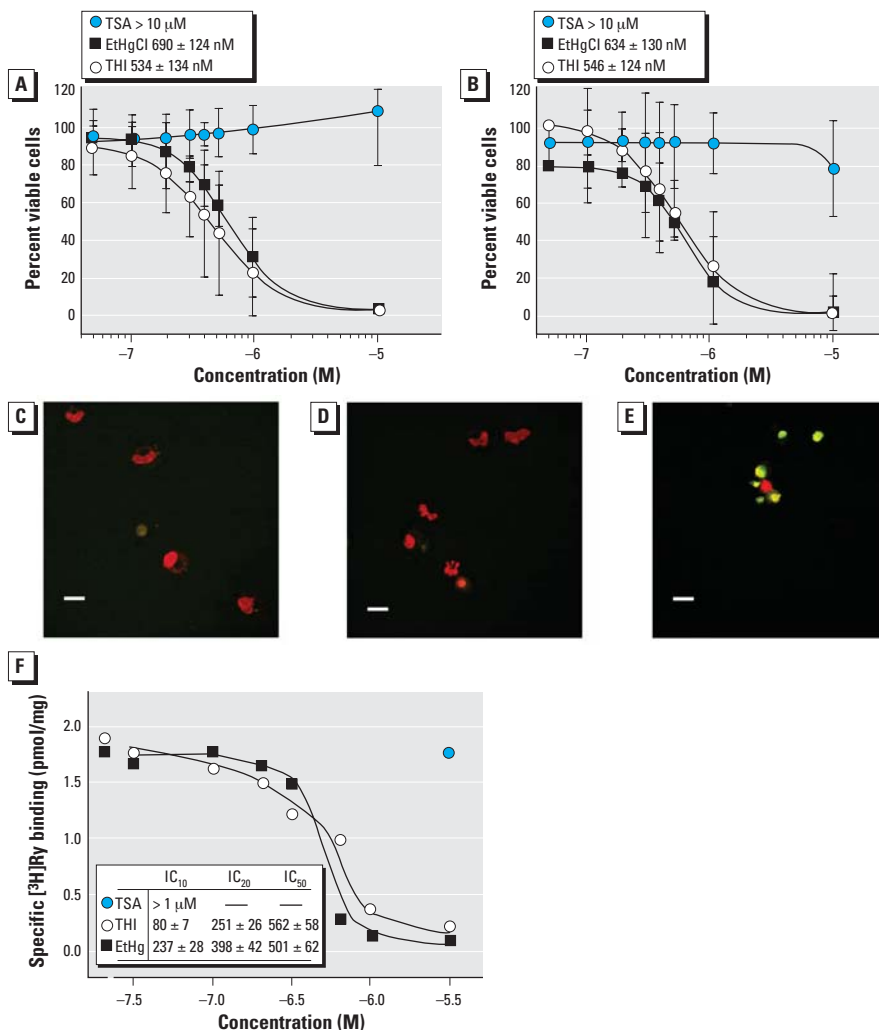 TSA > 10 μM
EtHgCl 690 ± 124 nM
THI 534 ± 134 nM
A
120
100
80
60
40
20
0
Percent viable cells
–7
–6
–5
Concentration (M)
TSA > 10 μM
EtHgCl 634 ± 130 nM
THI 546 ± 124 nM
B
120
100
80
60
40
20
0
Percent viable cells
–7
–6
–5
Concentration (M)
C
D
E
F
Specific [³H]Ry binding (pmol/mg)
2.0
1.5
1.0
0.5
0.0
IC₁₀ IC₂₀ IC₅₀
TSA > 1 μM — —
THI 80 ± 7 251 ± 26 562 ± 58
EtHg 237 ± 28 398 ± 42 501 ± 62
–7.5
–7.0
–6.5
–6.0
–5.5
Concentration (M)